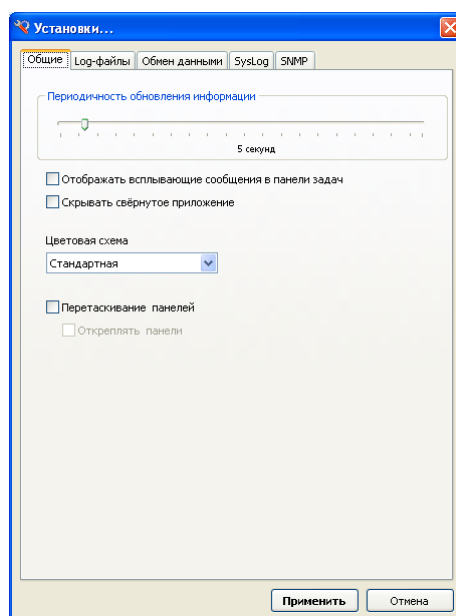 Установки...
Общие Log-файлы Обмен данными SysLog SNMP
Периодичность обновления информации
5 секунд
Отображать всплывающие сообщения в панели задач
Скрывать свёрнутое приложение
Цветовая схема
Стандартная
Перетаскивание панелей
Откреплять панели
Применить Отмена